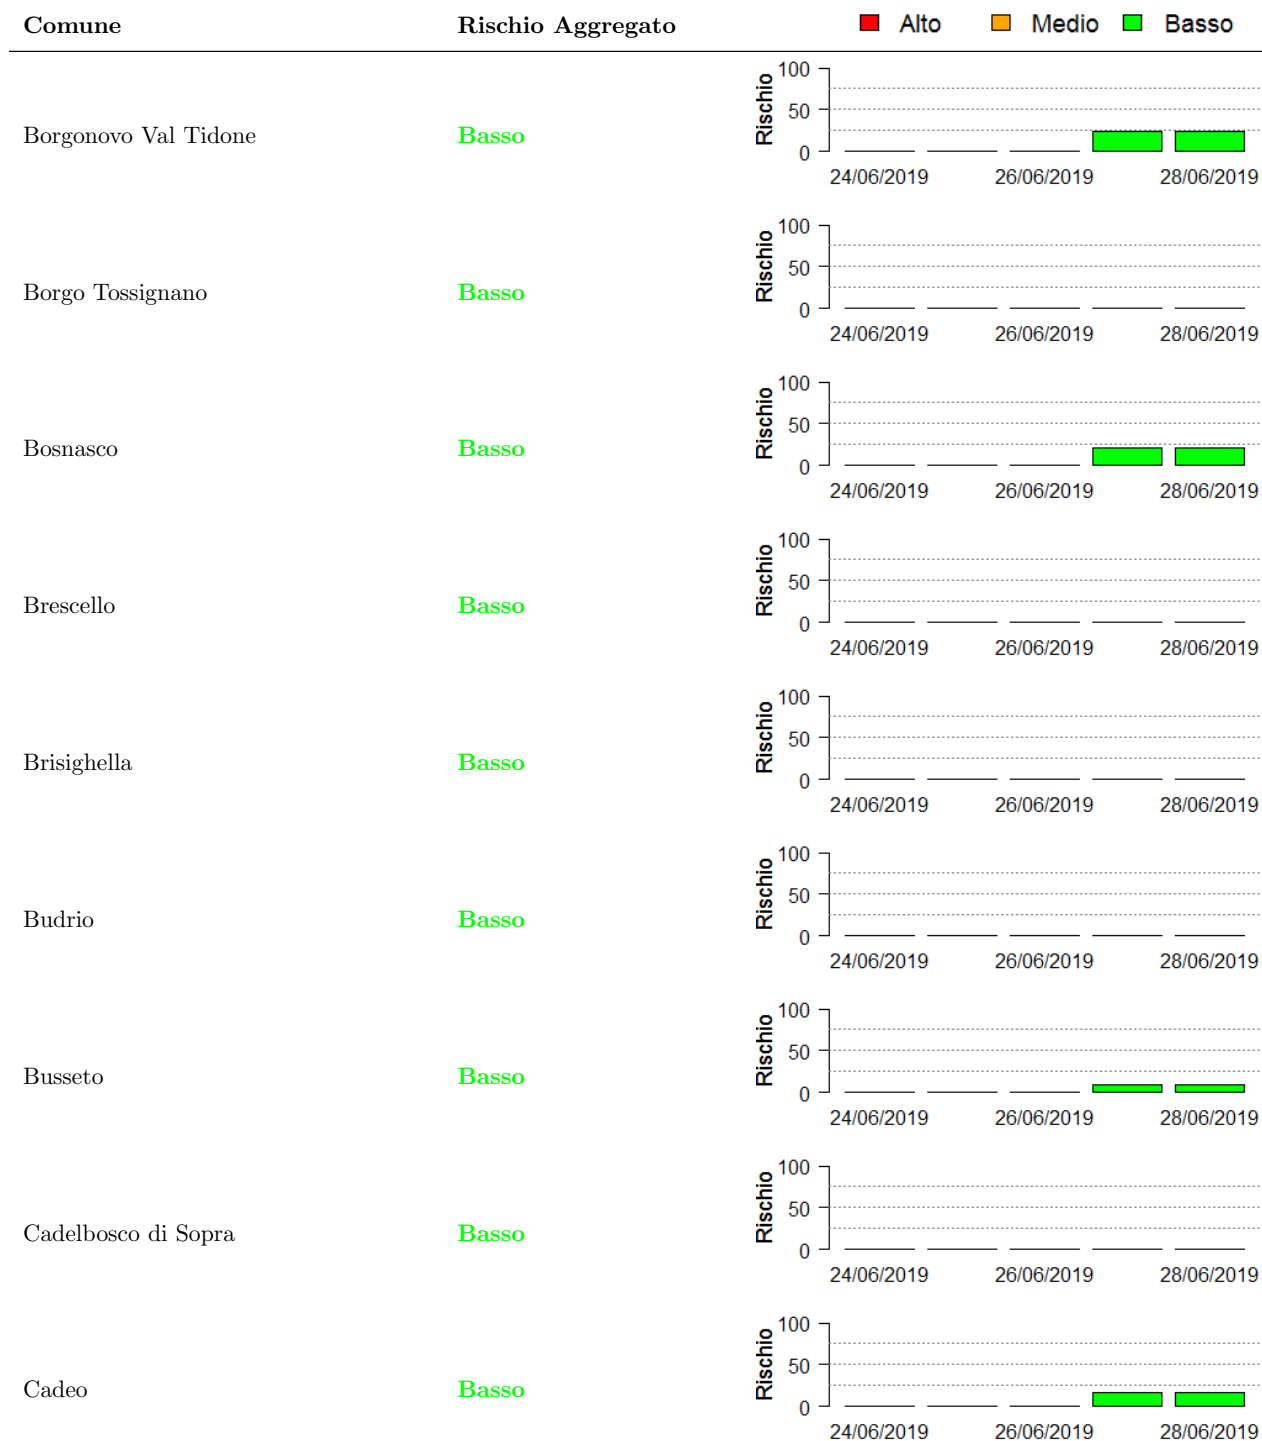 Comune Rischio Aggregato Alto Medio Basso
Borgonovo Val Tidone Basso
Rischio
100
50
0
24/06/2019 26/06/2019 28/06/2019
Borgo Tossignano Basso
Rischio
100
50
0
24/06/2019 26/06/2019 28/06/2019
Bosnasco Basso
Rischio
100
50
0
24/06/2019 26/06/2019 28/06/2019
Brescello Basso
Rischio
100
50
0
24/06/2019 26/06/2019 28/06/2019
Brisighella Basso
Rischio
100
50
0
24/06/2019 26/06/2019 28/06/2019
Budrio Basso
Rischio
100
50
0
24/06/2019 26/06/2019 28/06/2019
Busseto Basso
Rischio
100
50
0
24/06/2019 26/06/2019 28/06/2019
Cadelbosco di Sopra Basso
Rischio
100
50
0
24/06/2019 26/06/2019 28/06/2019
Cadeo Basso
Rischio
100
50
0
24/06/2019 26/06/2019 28/06/2019